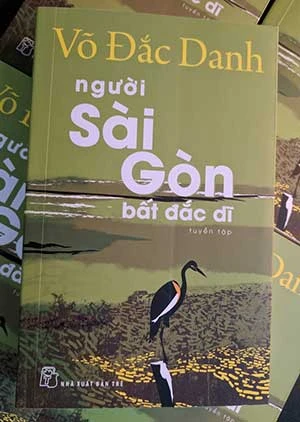 Võ Đắc Danh
người
Sài
Gòn
bất đắc dĩ
tuyển tập
NHÀ XUẤT BẢN TRẺ